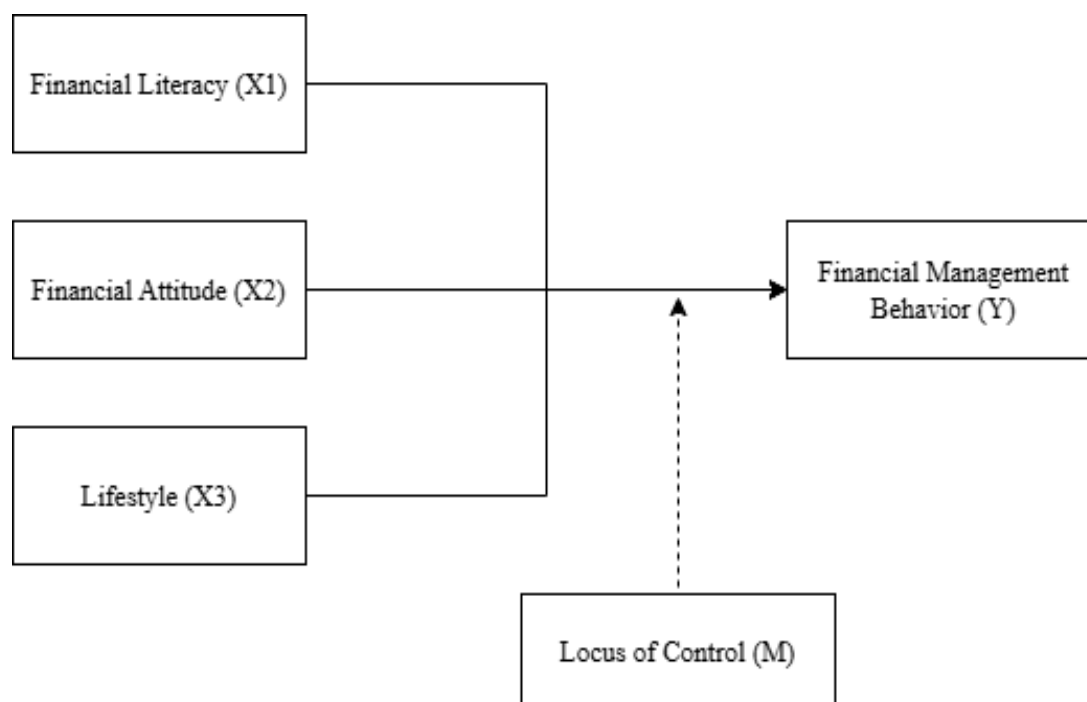 Financial Literacy (X1)
Financial Attitude (X2)
Financial Management
Behavior (Y)
Lifestyle (X3)
Locus of Control (M)